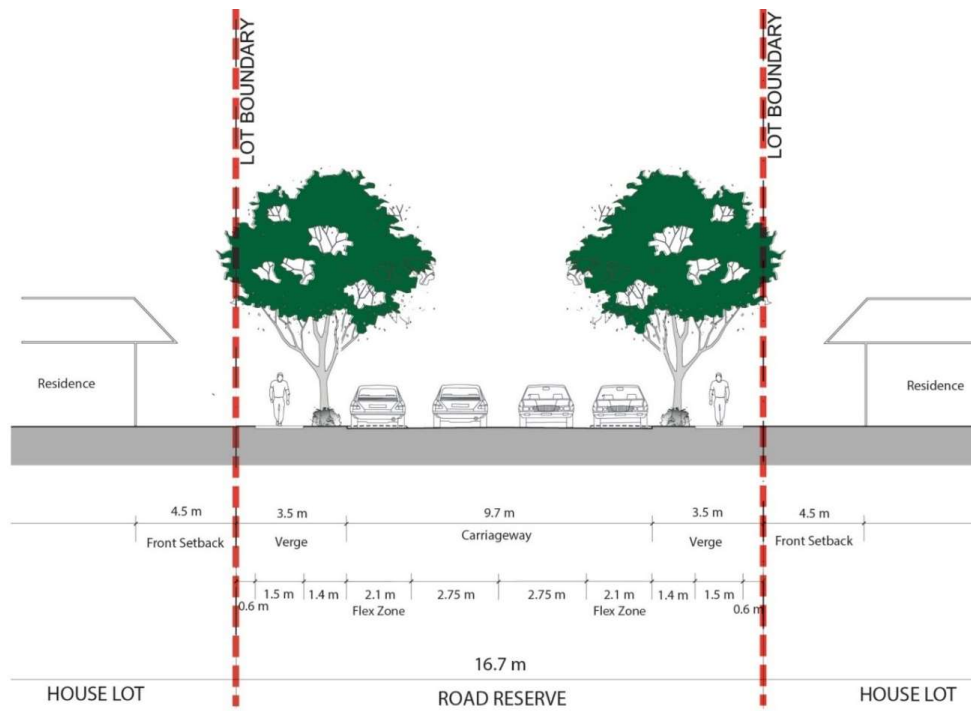 LOT BOUNDARY
LOT BOUNDARY
Residence
Residence
4.5 m
3.5 m
9.7 m
3.5 m
4.5 m
Front Setback
Verge
Carriageway
Verge
Front Setback
0.6 m
1.5 m
1.4 m
2.1 m
2.75 m
2.75 m
2.1 m
1.4 m
1.5 m
0.6 m
Flex Zone
Flex Zone
16.7 m
HOUSE LOT
ROAD RESERVE
HOUSE LOT